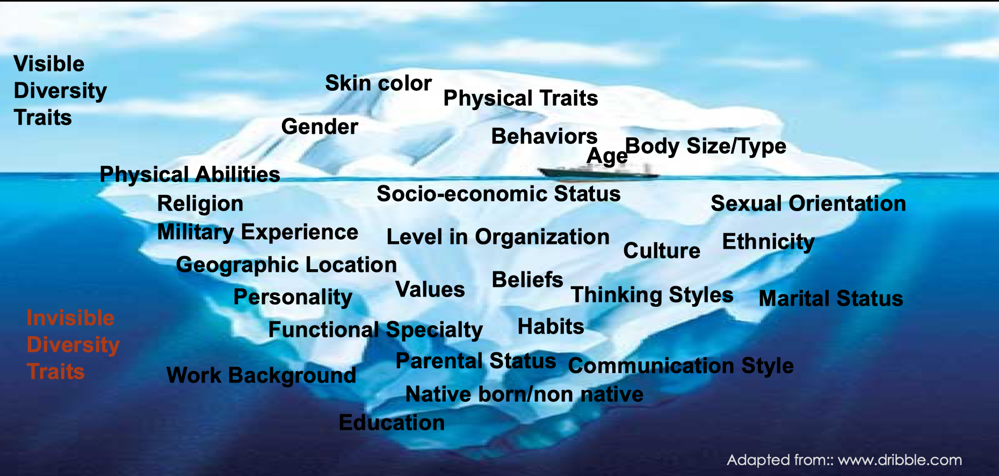 Visible
Diversity
Traits
Skin color
Physical Traits
Gender
Behaviors
Body Size/Type
Age
Physical Abilities
Socio-economic Status
Religion
Sexual Orientation
Military Experience
Level in Organization
Ethnicity
Culture
Geographic Location
Beliefs
Values
Thinking Styles
Personality
Marital Status
Invisible
Diversity
Traits
Functional Specialty
Habits
Parental Status
Communication Style
Work Background
Native born/non native
Education
Adapted from:: www.dribble.com